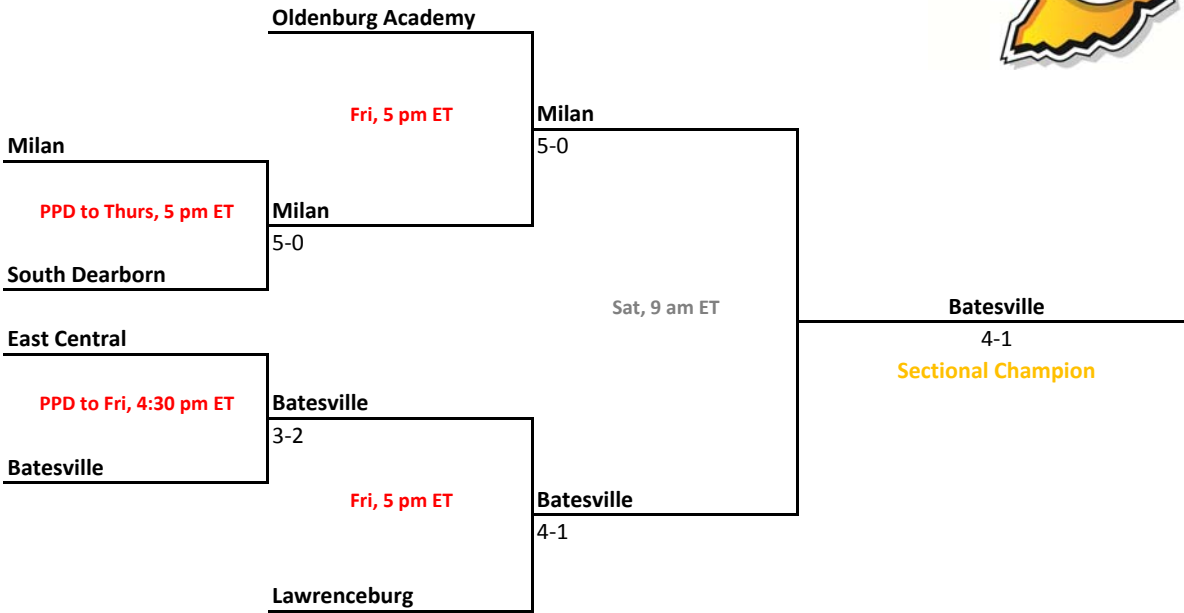 Oldenburg Academy
Fri, 5 pm ET
Milan
5-0
Milan
PPD to Thurs, 5 pm ET
Milan
5-0
South Dearborn
Sat, 9 am ET
Batesville
4-1
Sectional Champion
East Central
PPD to Fri, 4:30 pm ET
Batesville
3-2
Batesville
Fri, 5 pm ET
Batesville
4-1
Lawrenceburg